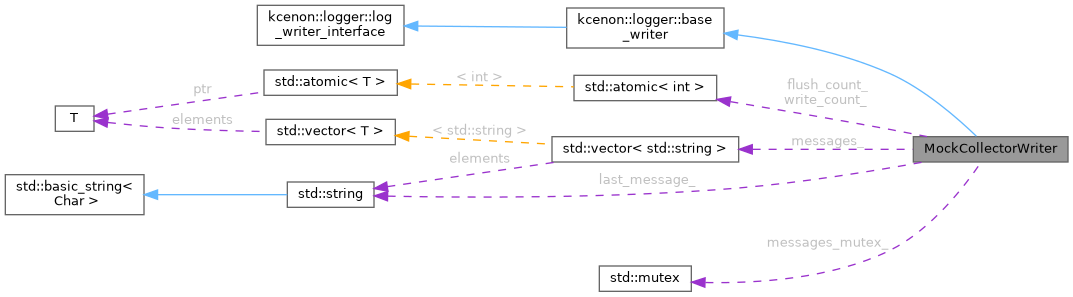 kcenon::logger::log
_writer_interface
kcenon::logger::base
_writer
std::atomic< T >
< int >
std::atomic< int >
flush_count_
write_count_
ptr
T
elements
std::vector< T >
< std::string >
std::vector< std::string >
messages_
MockCollectorWriter
elements
last_message_
std::basic_string<
Char >
std::string
messages_mutex_
std::mutex